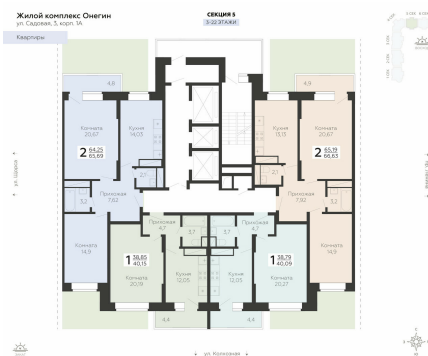 Жилой комплекс Онегин
ул. Садовая, 3, корп. 1А
Квартиры
СЕКЦИЯ 5
3-22 ЭТАЖИ
4,8
4,9
Комната
20,67
Кухня
14,03
Кухня
13,13
Комната
20,67
2 64,25
65,69
2 65,19
66,63
2,1
2,1
3,2
Прихожая
7,62
Прихожая
7,92
3,2
Комната
14,9
Прихожая
4,7
3,7
3,7
Прихожая
4,7
Комната
14,9
1 38,85
40,15
1 38,79
40,09
Комната
20,19
Кухня
12,05
Кухня
12,05
Комната
20,27
4,4
4,4
ул. Щорса
ул. Колхозная